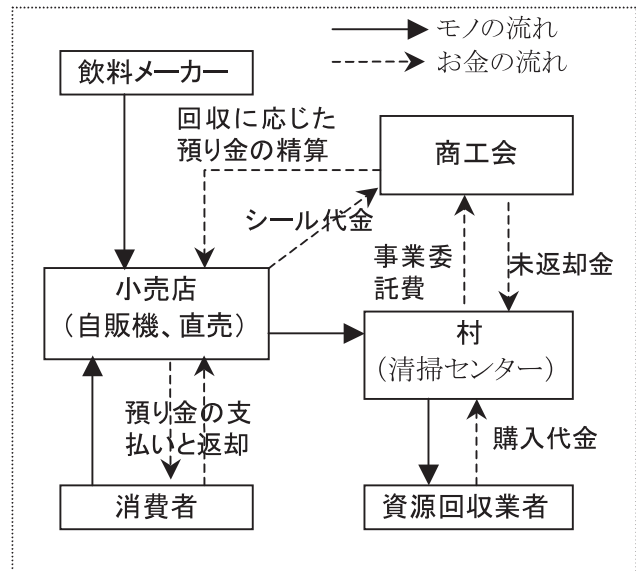 モノの流れ
お金の流れ
飲料メーカー
回収に応じた
預り金の精算
商工会
シール代金
事業委
託費
未返却金
小売店
（自販機、直売）
村
（清掃センター）
預り金の支
払いと返却
購入代金
消費者
資源回収業者